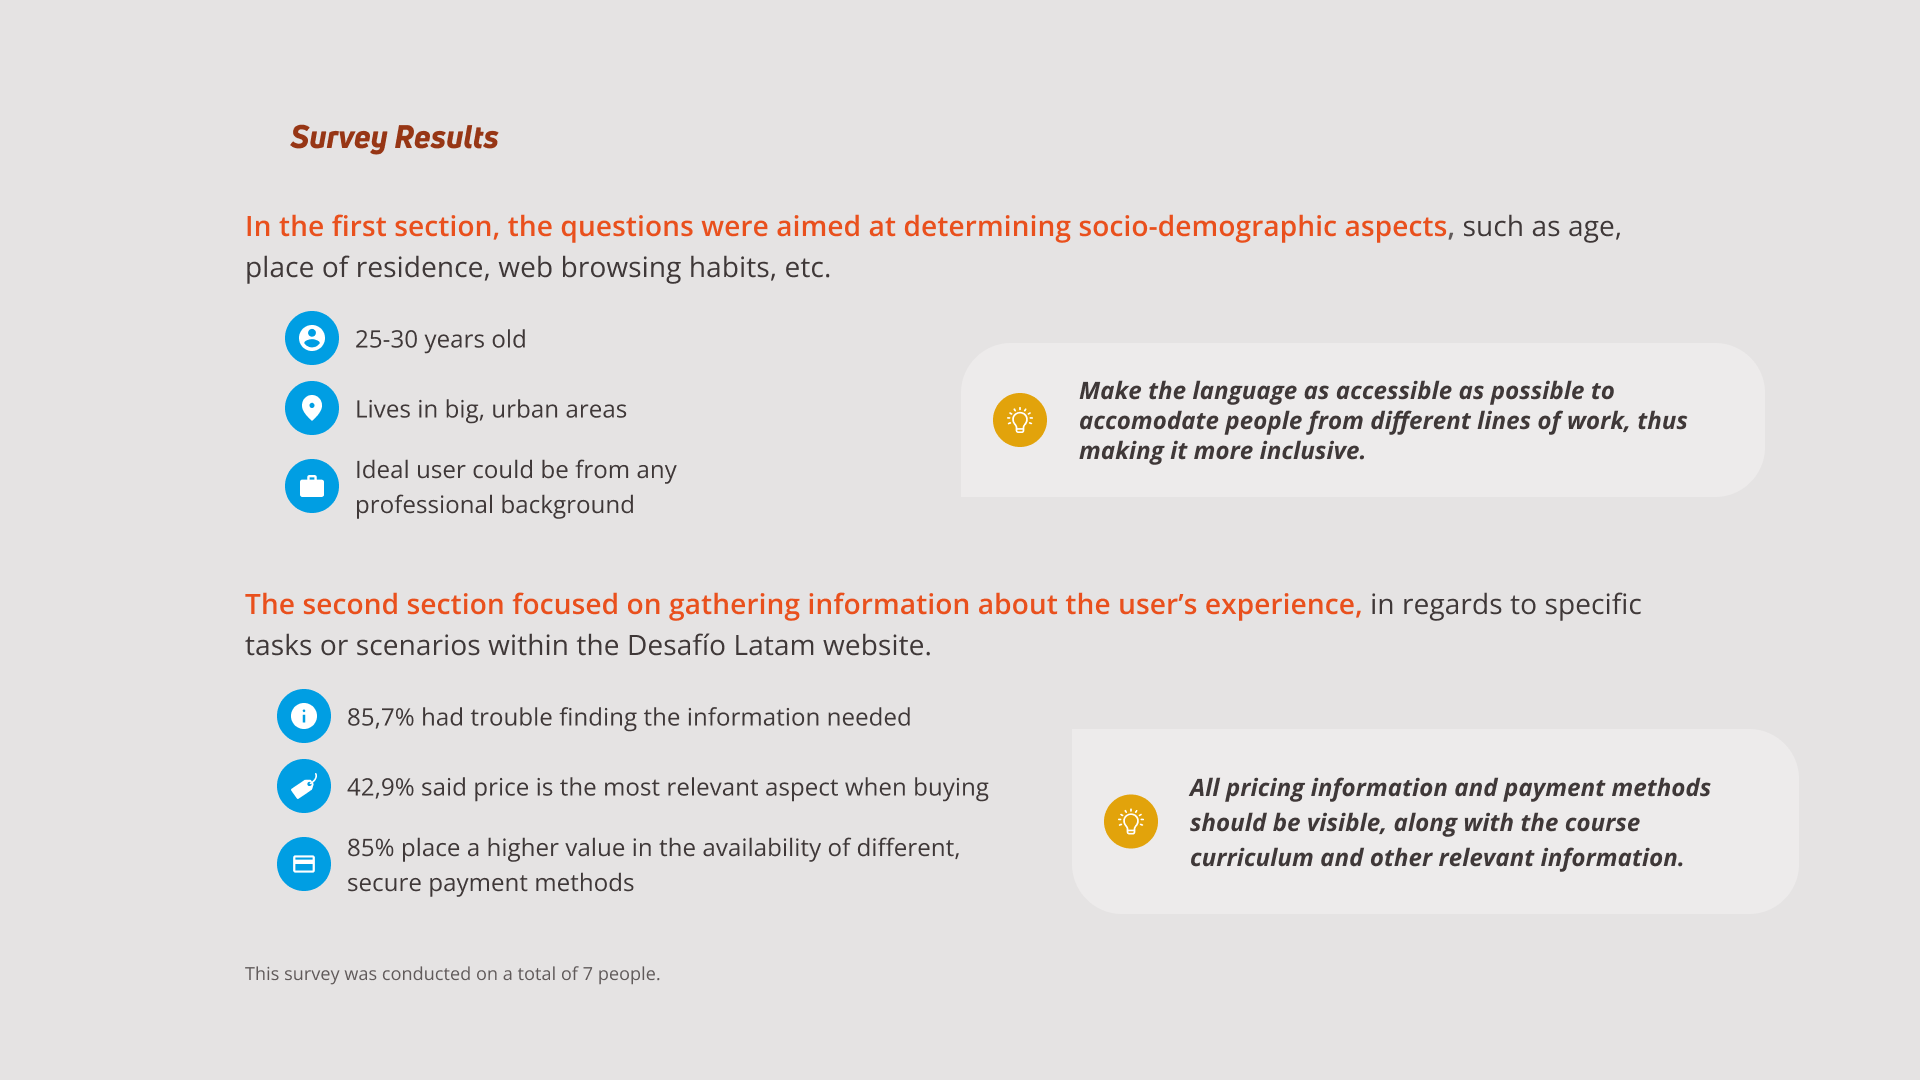 Survey Results
In the first section, the questions were aimed at determining socio-demographic aspects, such as age,
place of residence, web browsing habits, etc.
25-30 years old
Lives in big, urban areas
Ideal user could be from any
professional background
Make the language as accessible as possible to
accomodate people from different lines of work, thus
making it more inclusive.
The second section focused on gathering information about the user’s experience, in regards to specific
tasks or scenarios within the Desafío Latam website.
85,7% had trouble finding the information needed
42,9% said price is the most relevant aspect when buying
85% place a higher value in the availability of different,
secure payment methods
All pricing information and payment methods
should be visible, along with the course
curriculum and other relevant information.
This survey was conducted on a total of 7 people.